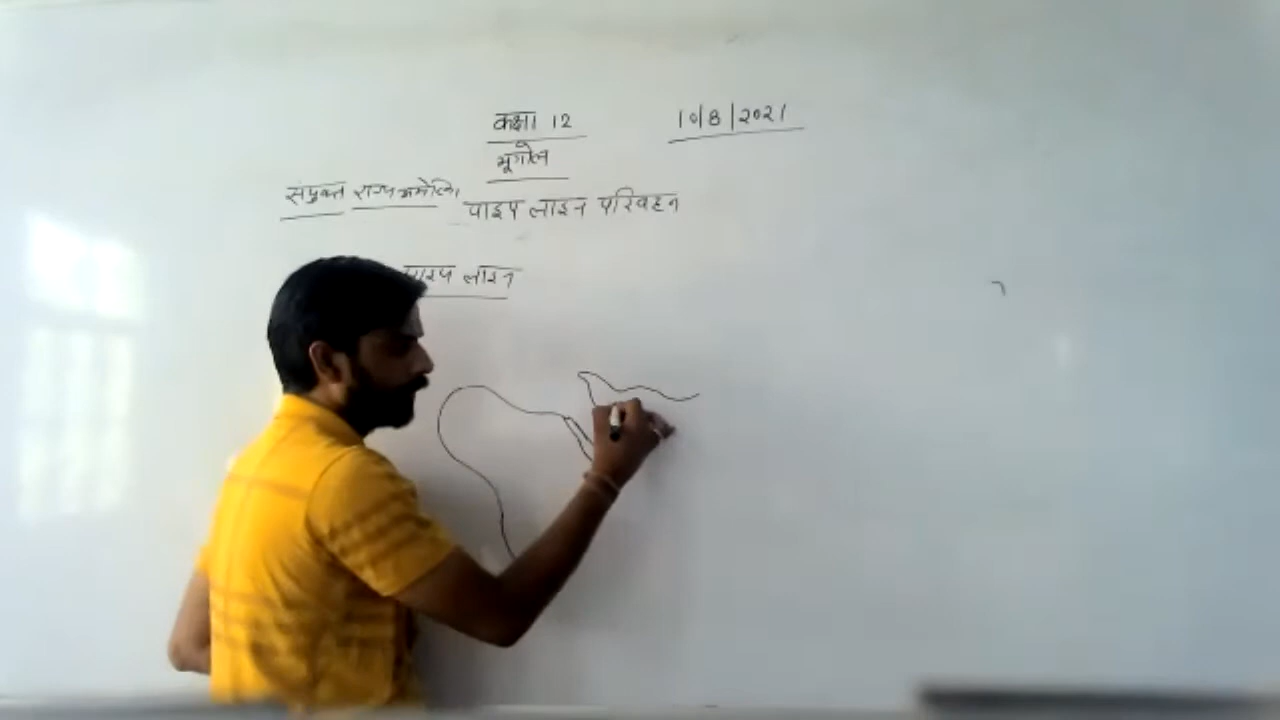 कक्षा 12 10/8/2021
भूगोल
संयुक्त राज्य अमेरि
पाइप लाइन परिवहन
पाइप लाइन